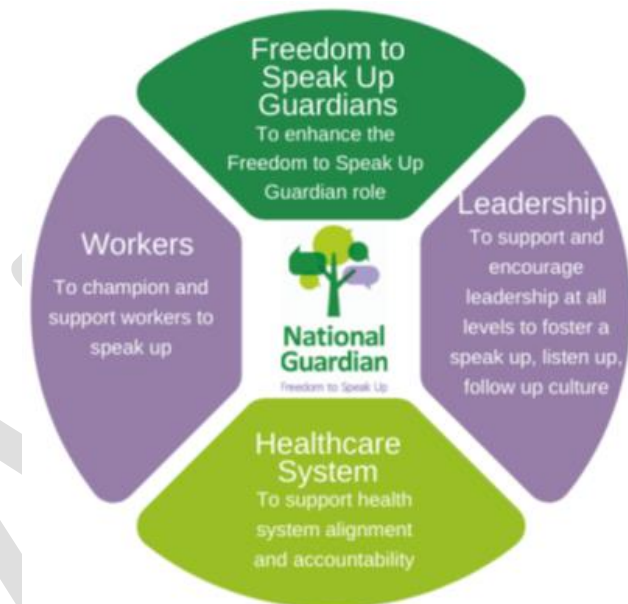 Freedom to
Speak Up
Guardians
To enhance the
Freedom to Speak Up
Guardian role
Workers
To champion and
support workers to
speak up
National
Guardian
Freedom to Speak Up
Leadership
To support and
encourage
leadership at all
levels to foster a
speak up, listen up,
follow up culture
Healthcare
System
To support health
system alignment
and accountability